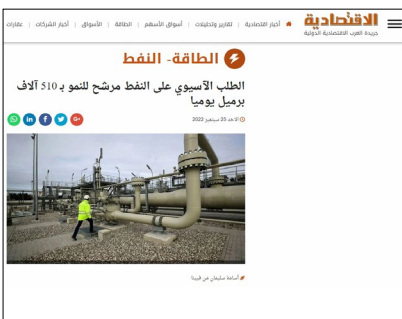 الاقتصادية
جريدة العرب الاقتصادية الدولية
أخبار اقتصادية | تقارير وتحليلات | أسواق الأسهم | الطاقة | الأسواق | أخبار الشركات | عقارات
الطاقة- النفط
الطلب الآسيوي على النفط مرشح للنمو بـ 510 آلاف
برميل يوميا
الاحد 25 سبتمبر 2022
أسامة سليمان من فيينا